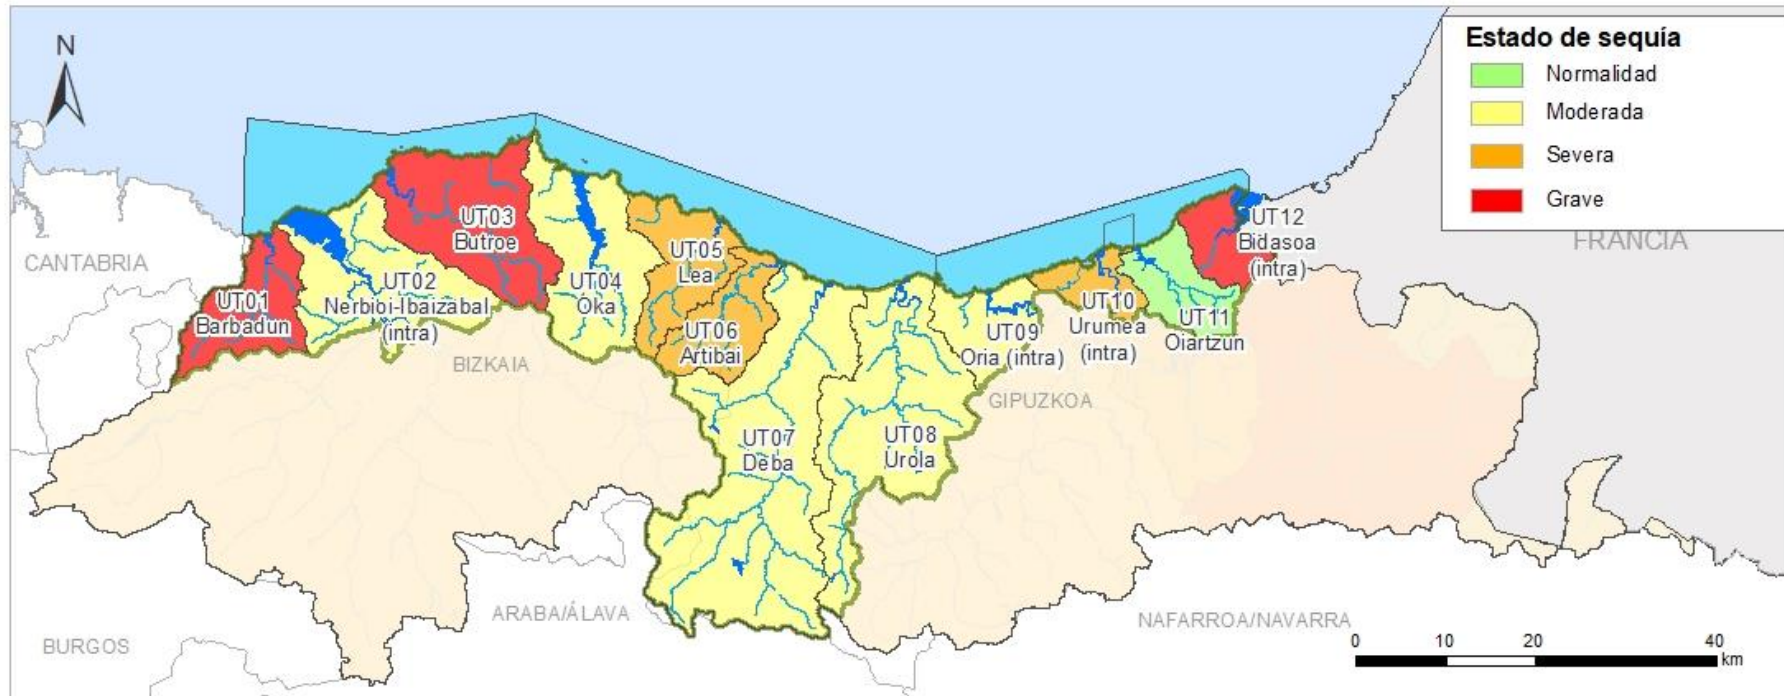 N
Estado de sequía
Normalidad
Moderada
Severa
Grave
CANTABRIA
FRANCIA
UT01
Barbadun
UT02
Nerbioi-Ibaizabal
(intra)
UT03
Butroe
UT04
Oka
UT05
Lea
UT06
Artibai
UT07
Deba
UT08
Urola
UT09
Oria (intra)
UT10
Urumea
(intra)
UT11
Oiartzun
UT12
Bidasoa
(intra)
BIZKAIA
GIPUZKOA
ARABA/ÁLAVA
NAFARROA/NAVARRA
BURGOS
0 10 20 40
km